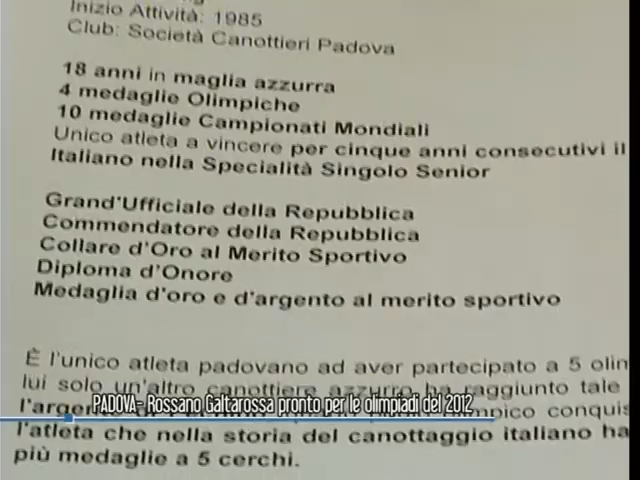 Inizio Attività: 1985
Club: Società Canottieri Padova
18 anni in maglia azzurra
4 medaglie Olimpiche
10 medaglie Campionati Mondiali
Unico atleta a vincere per cinque anni consecutivi il
Italiano nella Specialità Singolo Senior
Grand'Ufficiale della Repubblica
Commendatore della Repubblica
Collare d'Oro al Merito Sportivo
Diploma d'Onore
Medaglia d'oro e d'argento al merito sportivo
È l'unico atleta padovano ad aver partecipato a 5 olim
lui solo un'altro canottiere azzurro ha raggiunto tale
PADOVA- Rossano Galtarossa pronto per le olimpiadi del 2012
l'atleta che nella storia del canottaggio italiano ha
più medaglie a 5 cerchi.